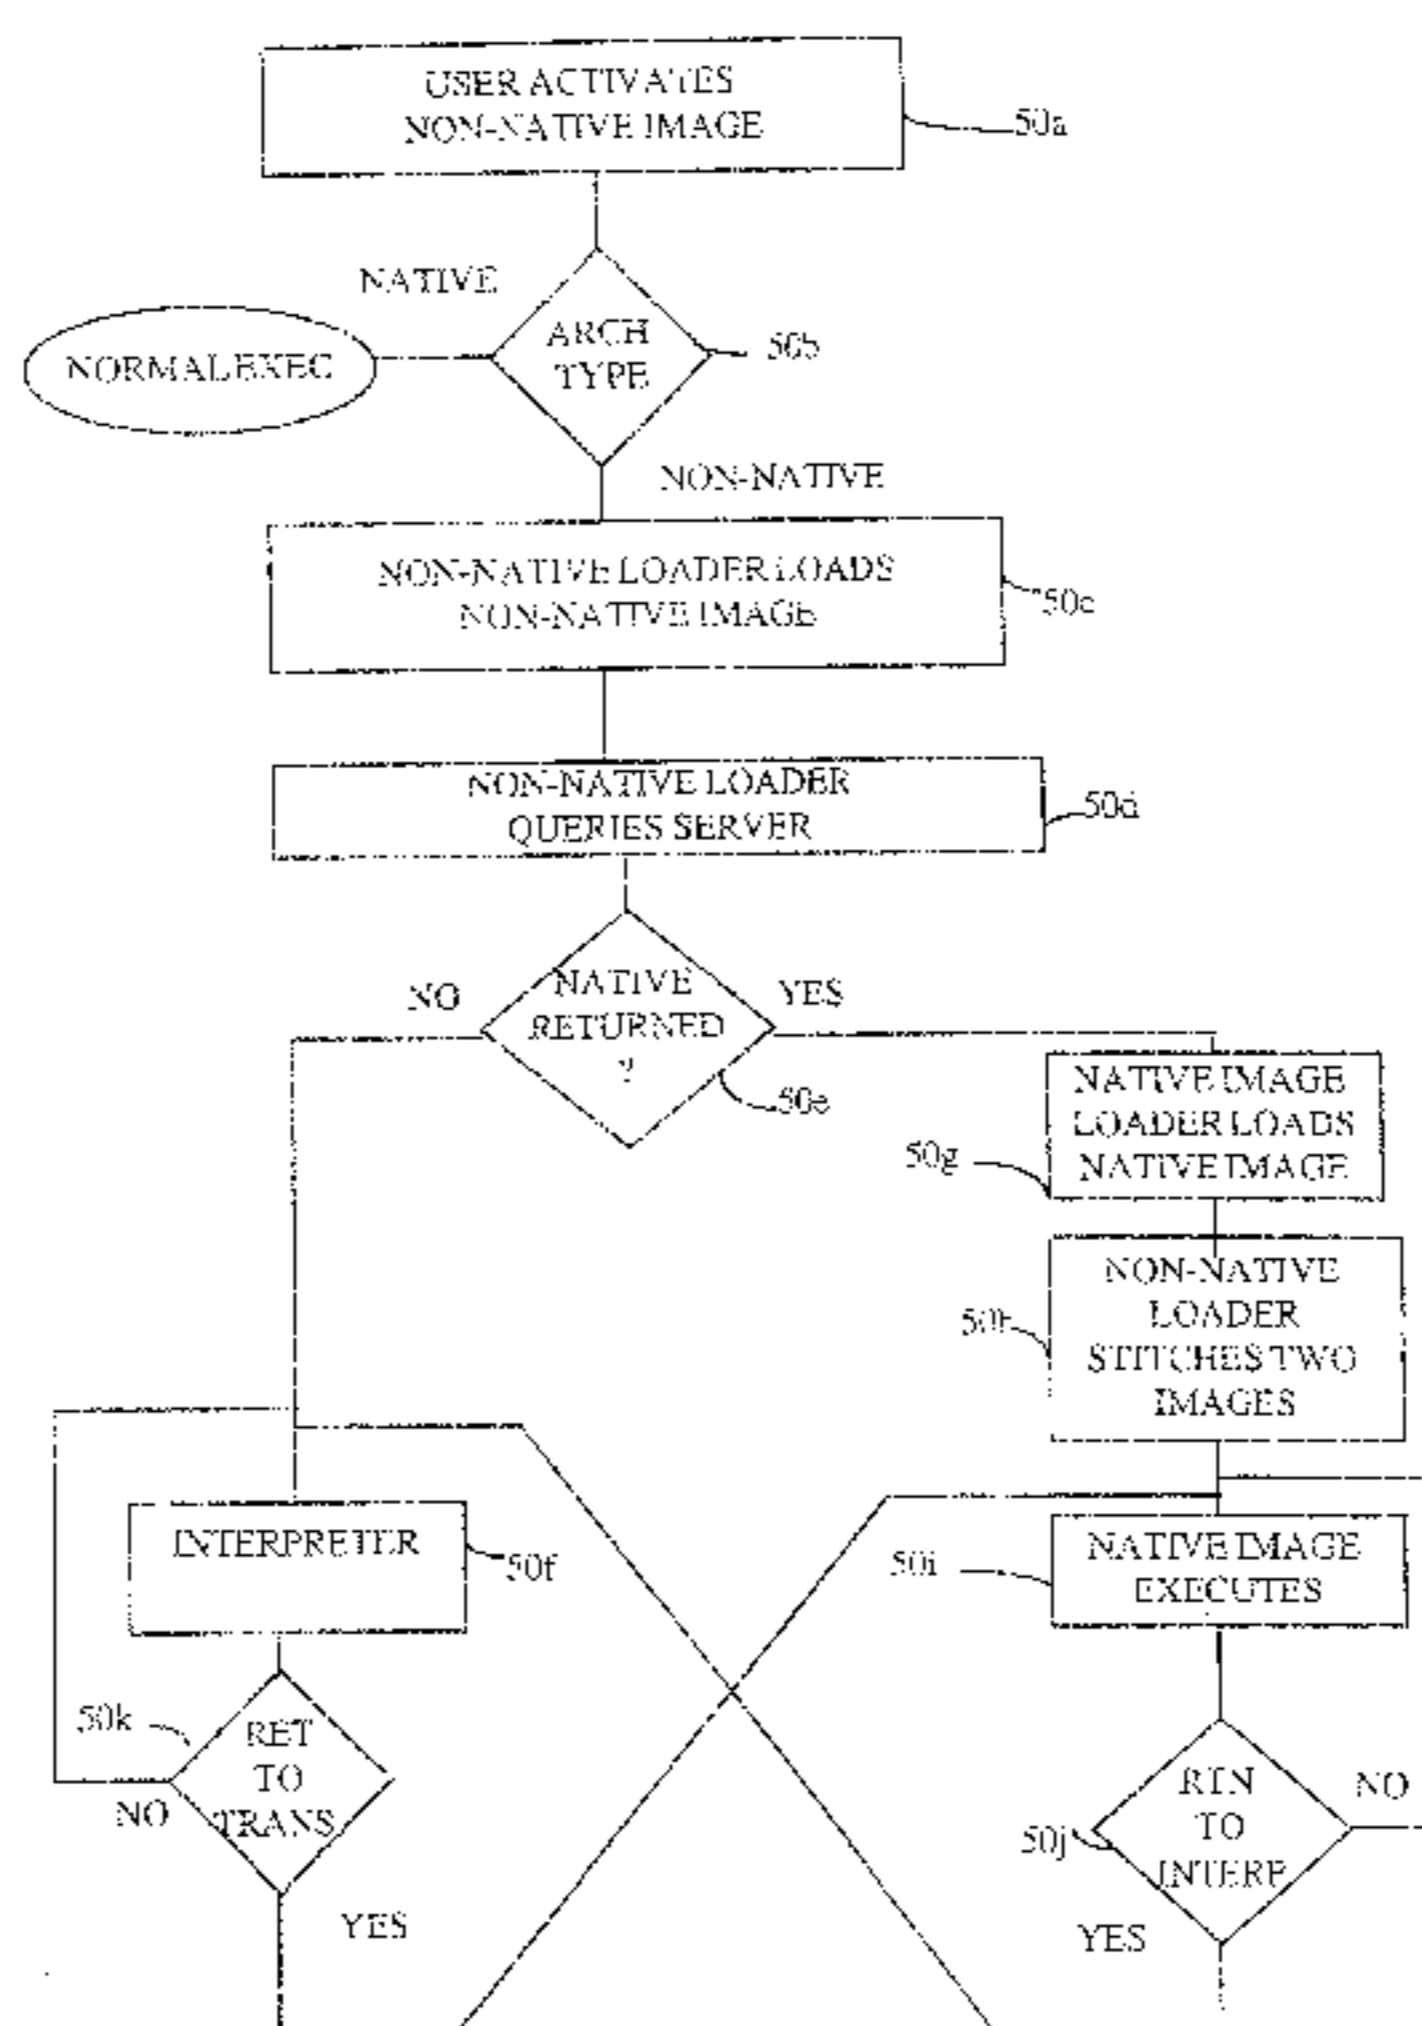 USER ACTIVATES
NON-NATIVE IMAGE
50a
NATIVE
NORMAL EXEC
ARCH
TYPE
50b
NON-NATIVE
NON-NATIVE LOADER LOADS
NON-NATIVE IMAGE
50c
NON-NATIVE LOADER
QUERIES SERVER
50d
NO
NATIVE
RETURNED
?
YES
50e
NATIVE IMAGE
LOADER LOADS
NATIVE IMAGE
50g
NON-NATIVE
LOADER
STITCHES TWO
IMAGES
50h
INTERPRETER
50f
NATIVE IMAGE
EXECUTES
50i
50k
RET
TO
TRANS
NO
YES
RTN
TO
INTERP
NO
50j
YES